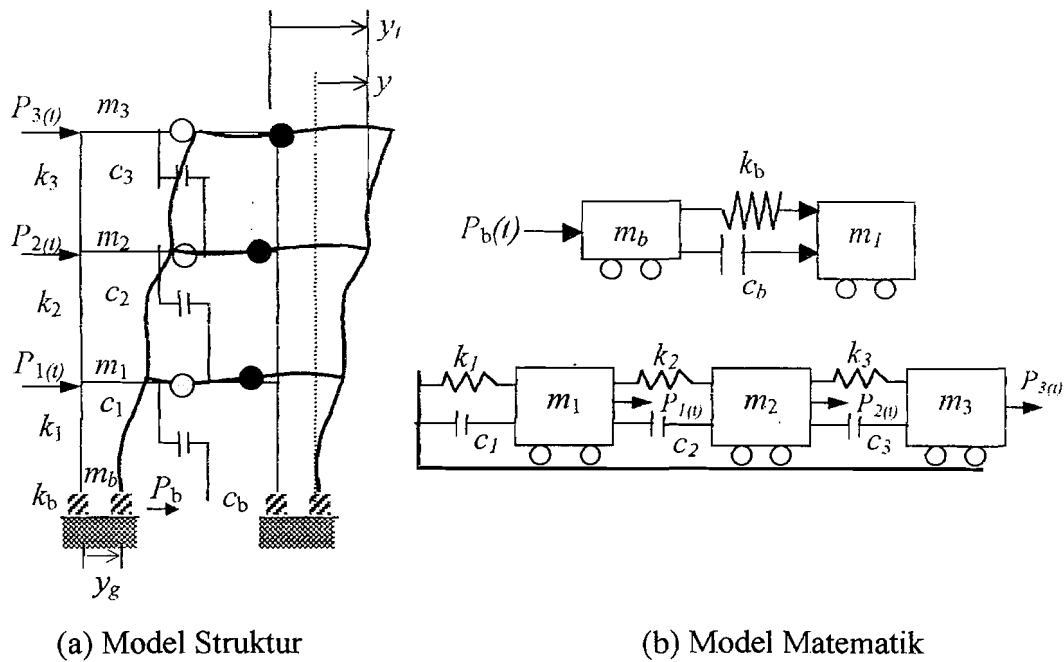 y_t
y
P_3(t) m_3
k_3 c_3
P_2(t) m_2
k_2 c_2
P_1(t) m_1
c_1
k_1
m_b
k_b P_b c_b
y_g
(a) Model Struktur
k_b
P_b(t) m_b m_1
c_b
k_1 k_2 k_3
m_1 P_1(t) m_2 P_2(t) m_3 P_3(t)
c_1 c_2 c_3
(b) Model Matematik